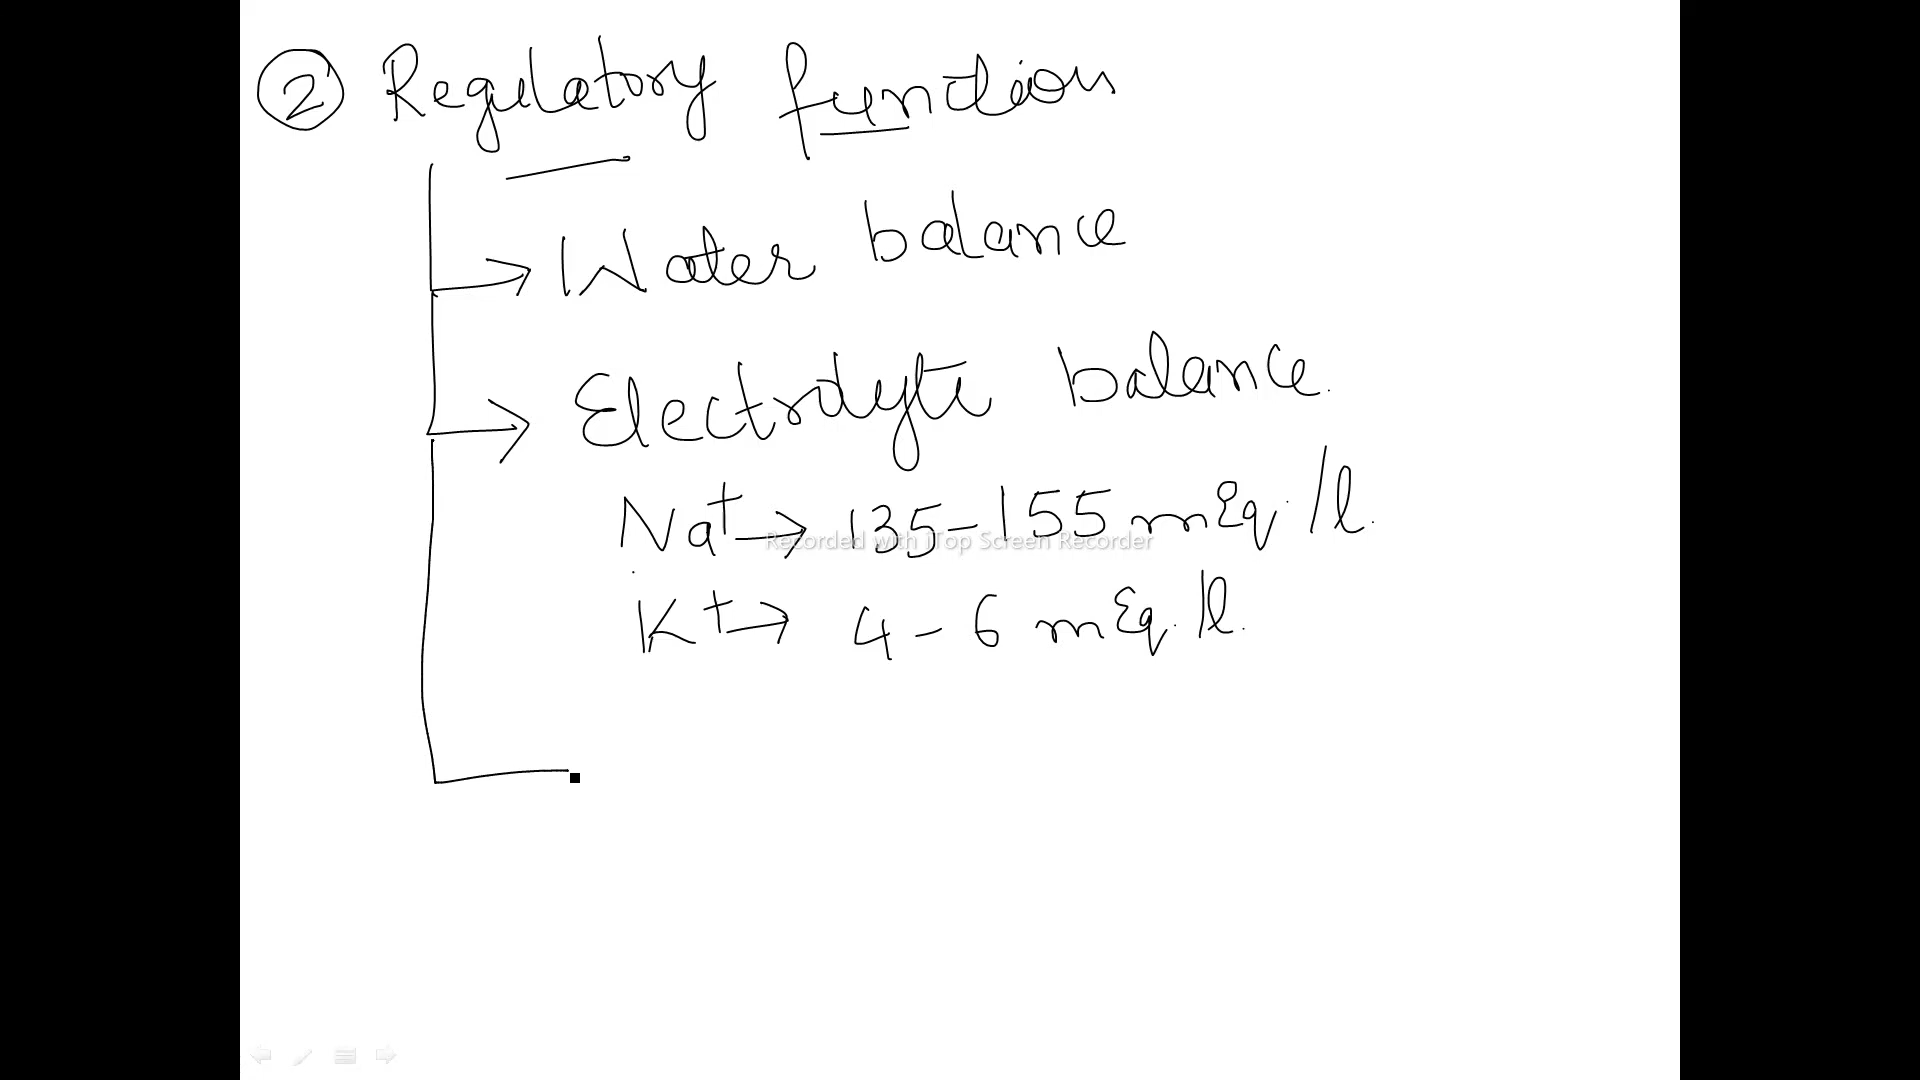 ② Regulatory function
→ Water balance
→ Electrolyte balance.
Na⁺ → 135-155 mEq/l.
Recorded with iTop Screen Recorder
K⁺ → 4-6 mEq/l.